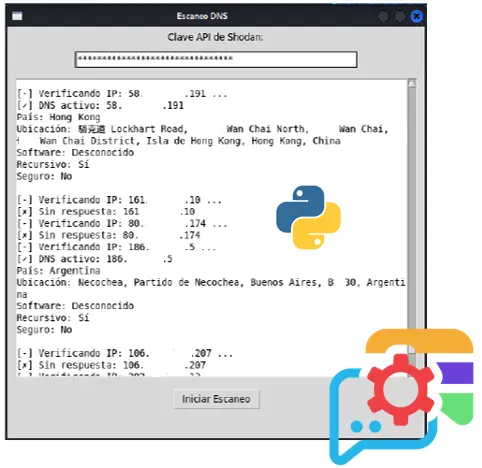 Escaneo DNS
Clave API de Shodan:
********************************
[-] Verificando IP: 58. .191 ...
[✓] DNS activo: 58. .191
País: Hong Kong
Ubicación: 駱克道 Lockhart Road, Wan Chai North, Wan Chai,
Wan Chai District, Isla de Hong Kong, Hong Kong, China
Software: Desconocido
Recursivo: Sí
Seguro: No
[-] Verificando IP: 161. .10 ...
[x] Sin respuesta: 161 .10
[-] Verificando IP: 80. .174 ...
[x] Sin respuesta: 80. .174
[-] Verificando IP: 186. .5 ...
[✓] DNS activo: 186. .5
País: Argentina
Ubicación: Necochea, Partido de Necochea, Buenos Aires, B 30, Argenti
na
Software: Desconocido
Recursivo: Sí
Seguro: No
[-] Verificando IP: 106. .207 ...
[x] Sin respuesta: 106. .207
Iniciar Escaneo